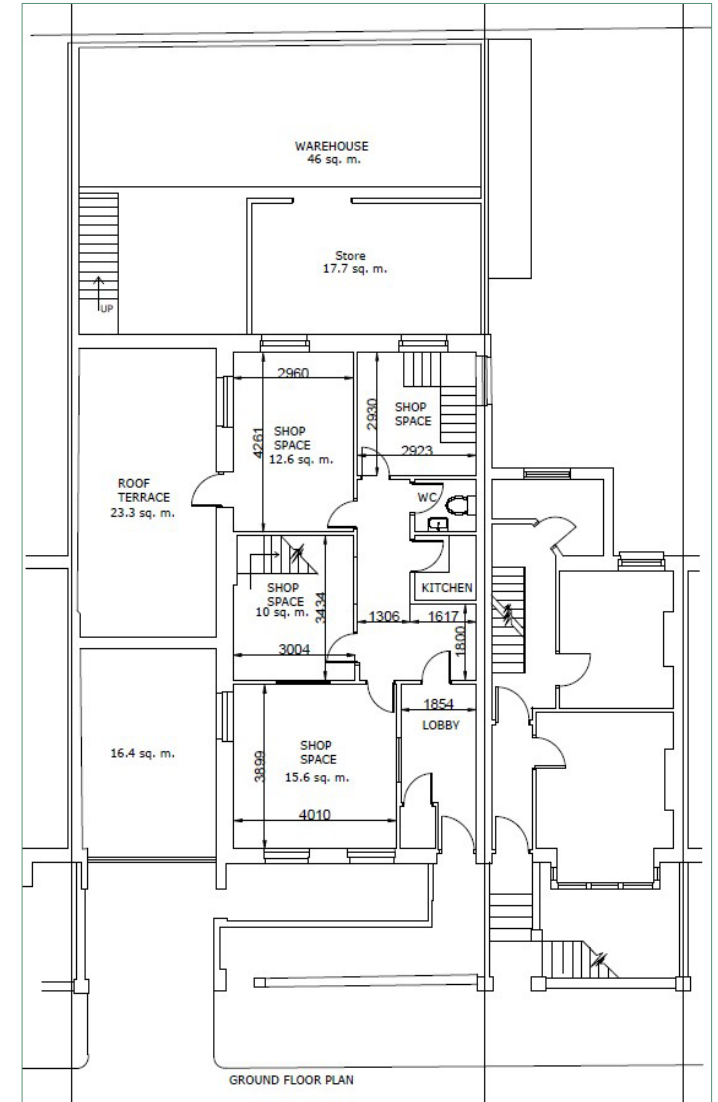 WAREHOUSE
46 sq. m.
Store
17.7 sq. m.
UP
2960
4261
SHOP
SPACE
12.6 sq. m.
2930
SHOP
SPACE
2923
ROOF
TERRACE
23.3 sq. m.
WC
KITCHEN
SHOP
SPACE
10 sq. m.
3434
3004
1306
1617
1800
1854
LOBBY
16.4 sq. m.
SHOP
SPACE
15.6 sq. m.
3899
4010
GROUND FLOOR PLAN